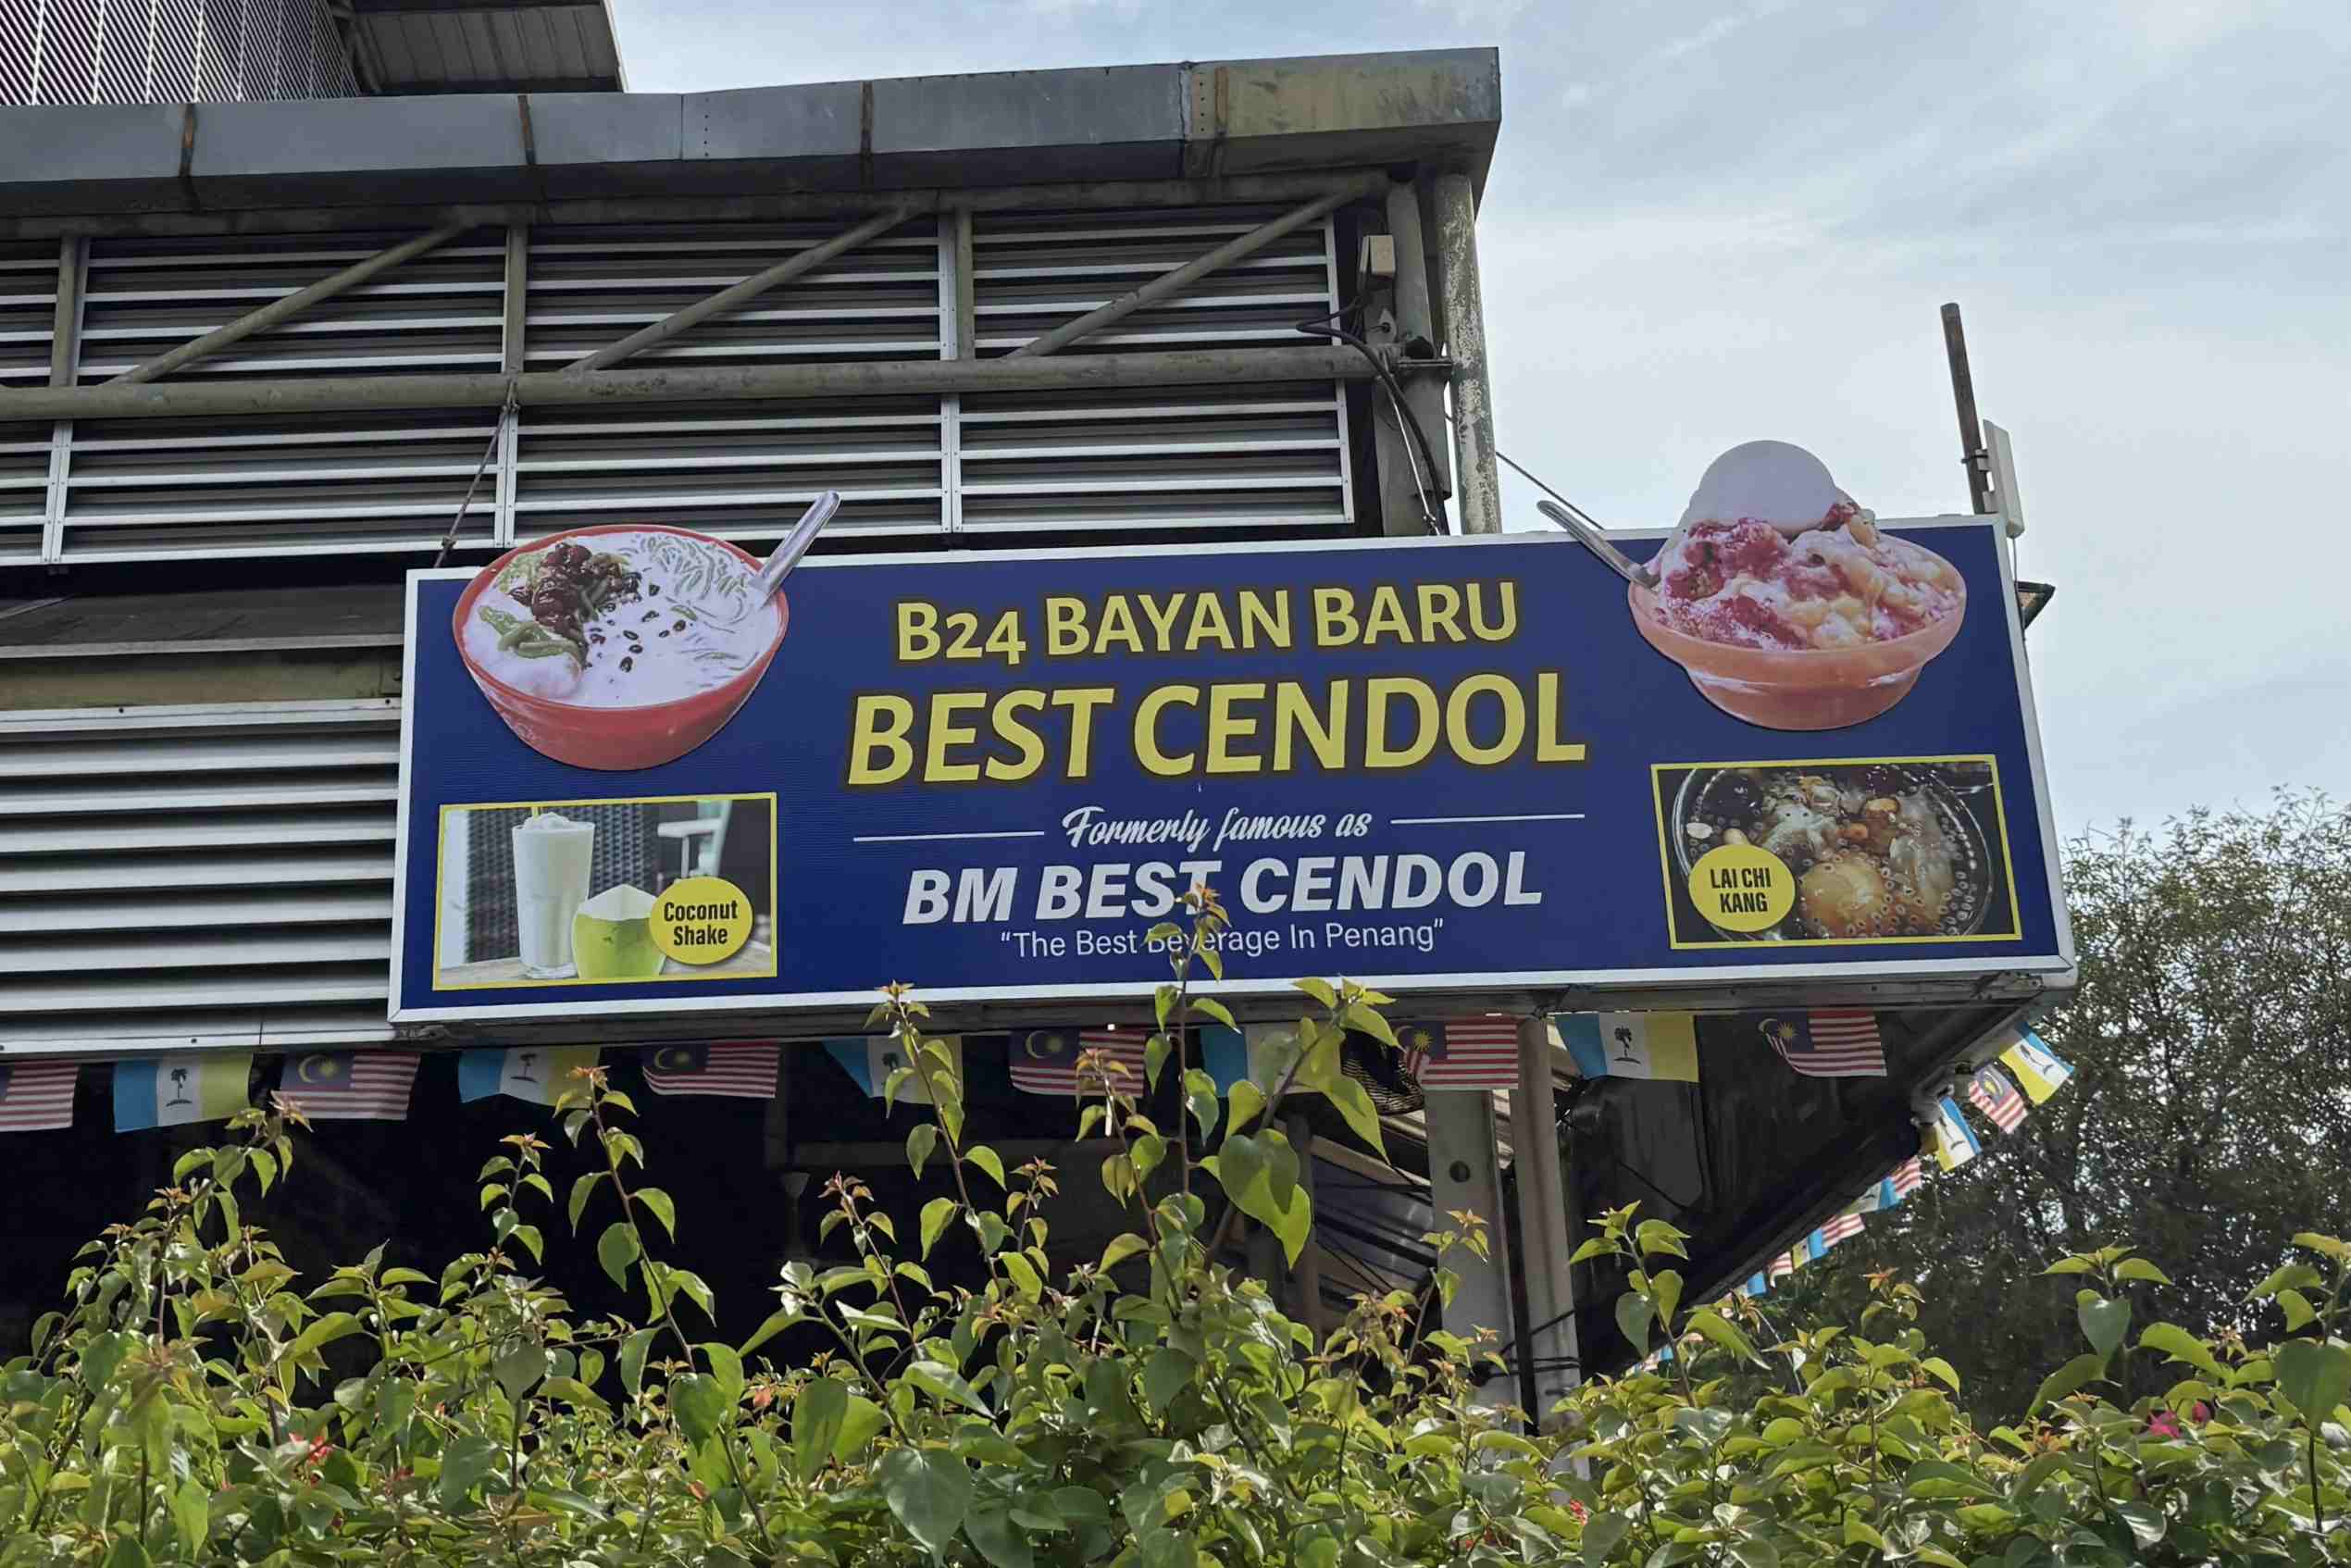 B24 BAYAN BARU
BEST CENDOL
Formerly famous as
BM BEST CENDOL
"The Best Beverage In Penang"
Coconut
Shake
LAI CHI
KANG